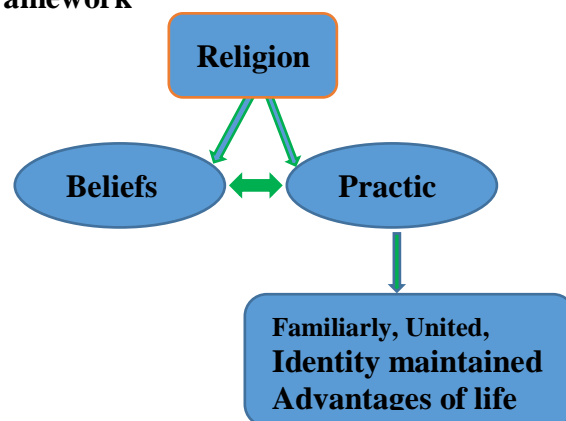 amework
Religion
Beliefs
Practic
Familiarly, United,
Identity maintained
Advantages of life